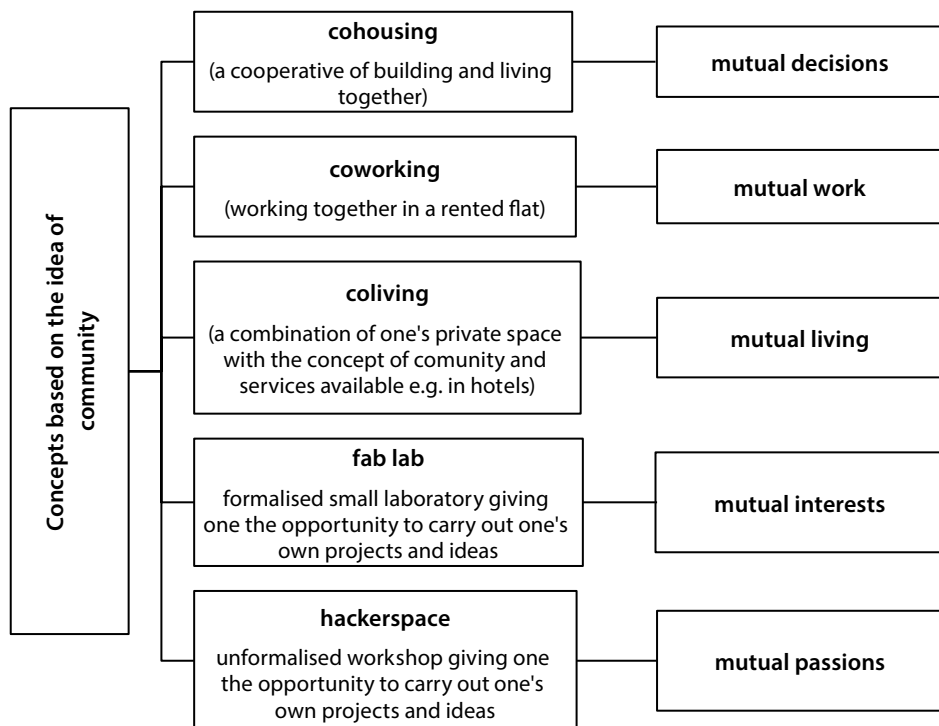 Concepts based on the idea of
community
cohousing
(a cooperative of building and living
together)
mutual decisions
coworking
(working together in a rented flat)
mutual work
coliving
(a combination of one's private space
with the concept of comunity and
services available e.g. in hotels)
mutual living
fab lab
formalised small laboratory giving
one the opportunity to carry out one's
own projects and ideas
mutual interests
hackerspace
unformalised workshop giving one
the opportunity to carry out one's
own projects and ideas
mutual passions